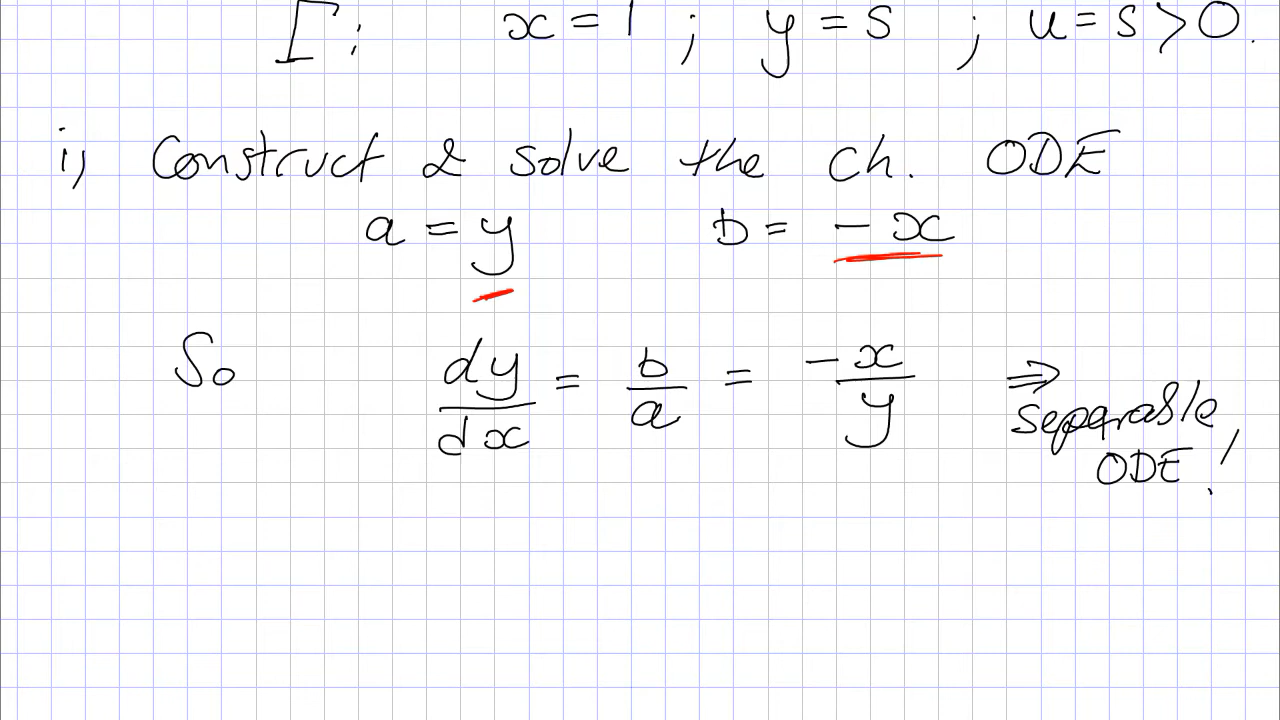 Γ: x = 1 ; y = s ; u = s > 0.
i) Construct & solve the ch. ODE
a = y b = -x
So dy/dx = b/a = -x/y ⇒ separable ODE!